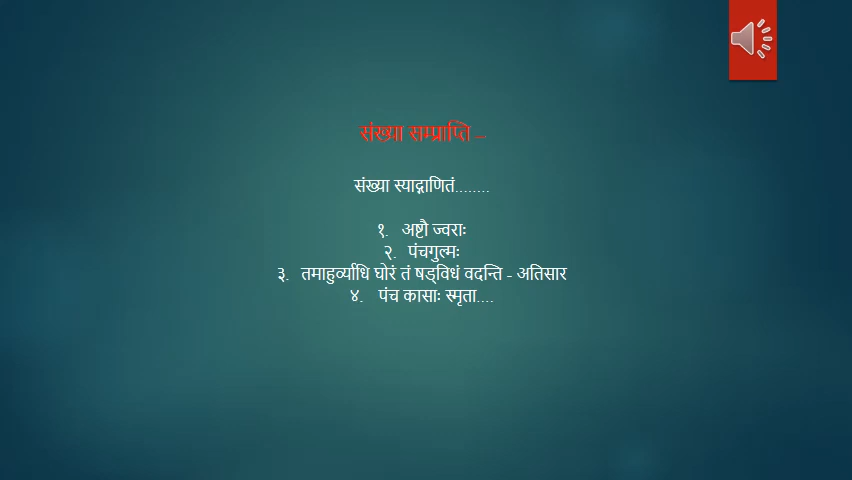 संख्या सम्प्राप्ति –
संख्या स्याद्गाणितं........
१. अष्टौ ज्वराः
२. पंचगुल्मः
३. तमाहुर्व्याधि घोरं तं षड्विधं वदन्ति - अतिसार
४. पंच कासाः स्मृता....